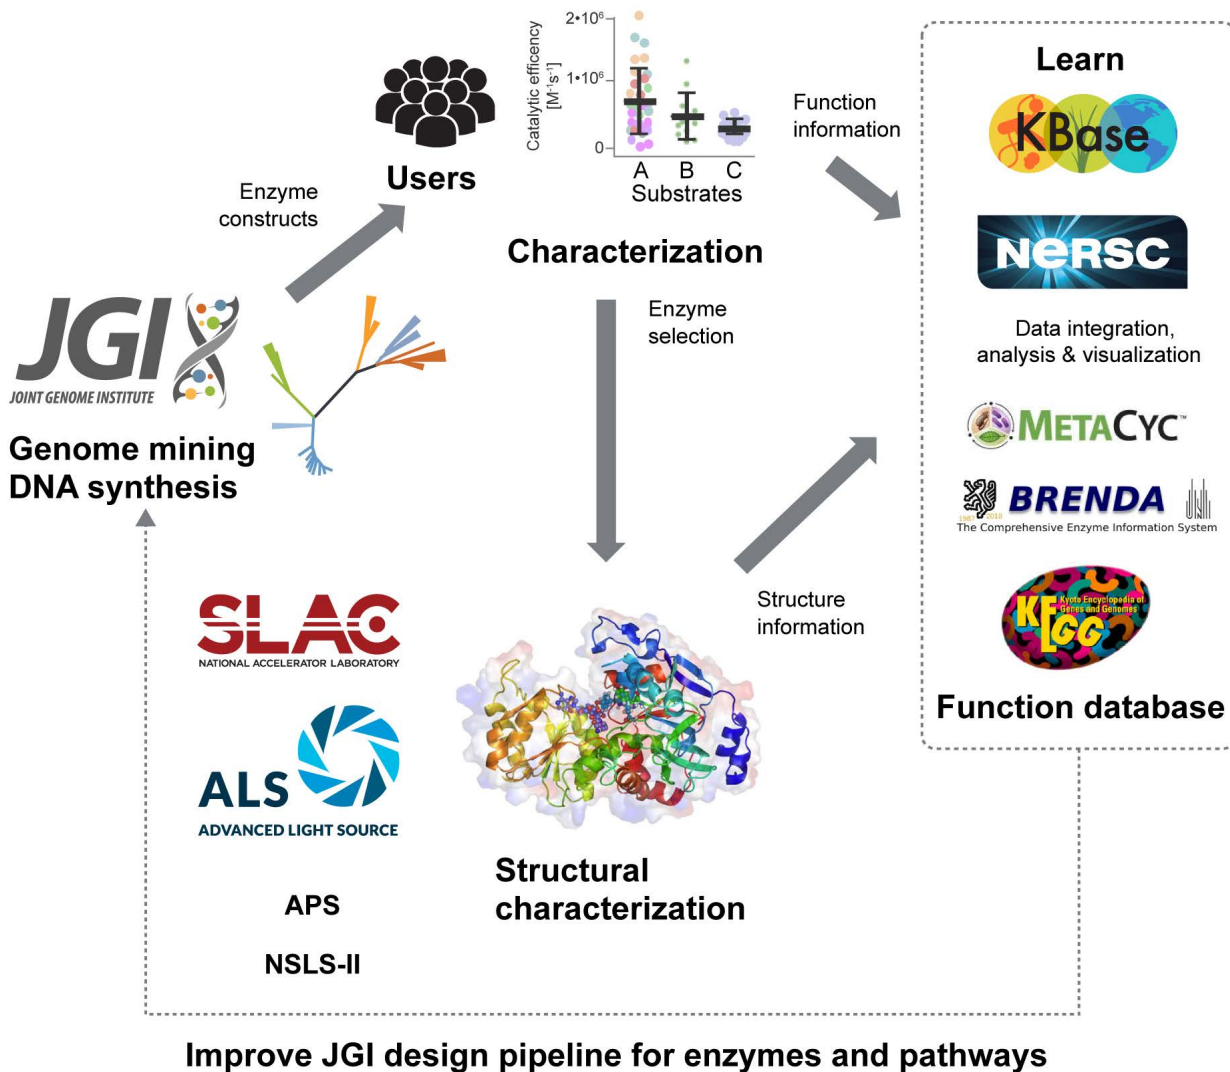 Users
Enzyme
constructs
JGI
JOINT GENOME INSTITUTE
Genome mining
DNA synthesis
Catalytic efficency
[M⁻¹s⁻¹]
2•10⁶
1•10⁶
0
A B C
Substrates
Characterization
Function
information
Enzyme
selection
Structure
information
SLAC
NATIONAL ACCELERATOR LABORATORY
ALS
ADVANCED LIGHT SOURCE
APS
NSLS-II
Structural
characterization
Learn
KBase
NERSC
Data integration,
analysis & visualization
METACYC™
BRENDA
1987 2018
The Comprehensive Enzyme Information System
KEGG
Kyoto Encyclopedia of
Genes and Genomes
Function database
Improve JGI design pipeline for enzymes and pathways